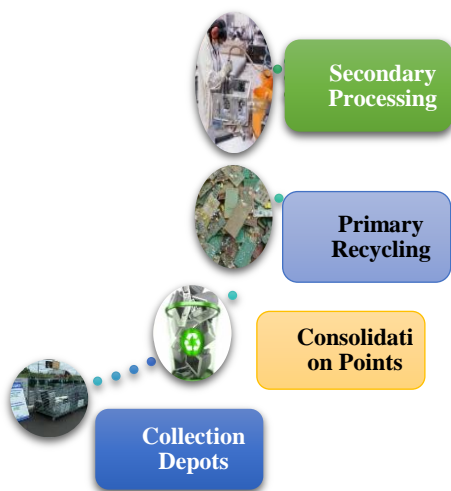 Secondary
Processing
Primary
Recycling
Consolidati
on Points
Collection
Depots